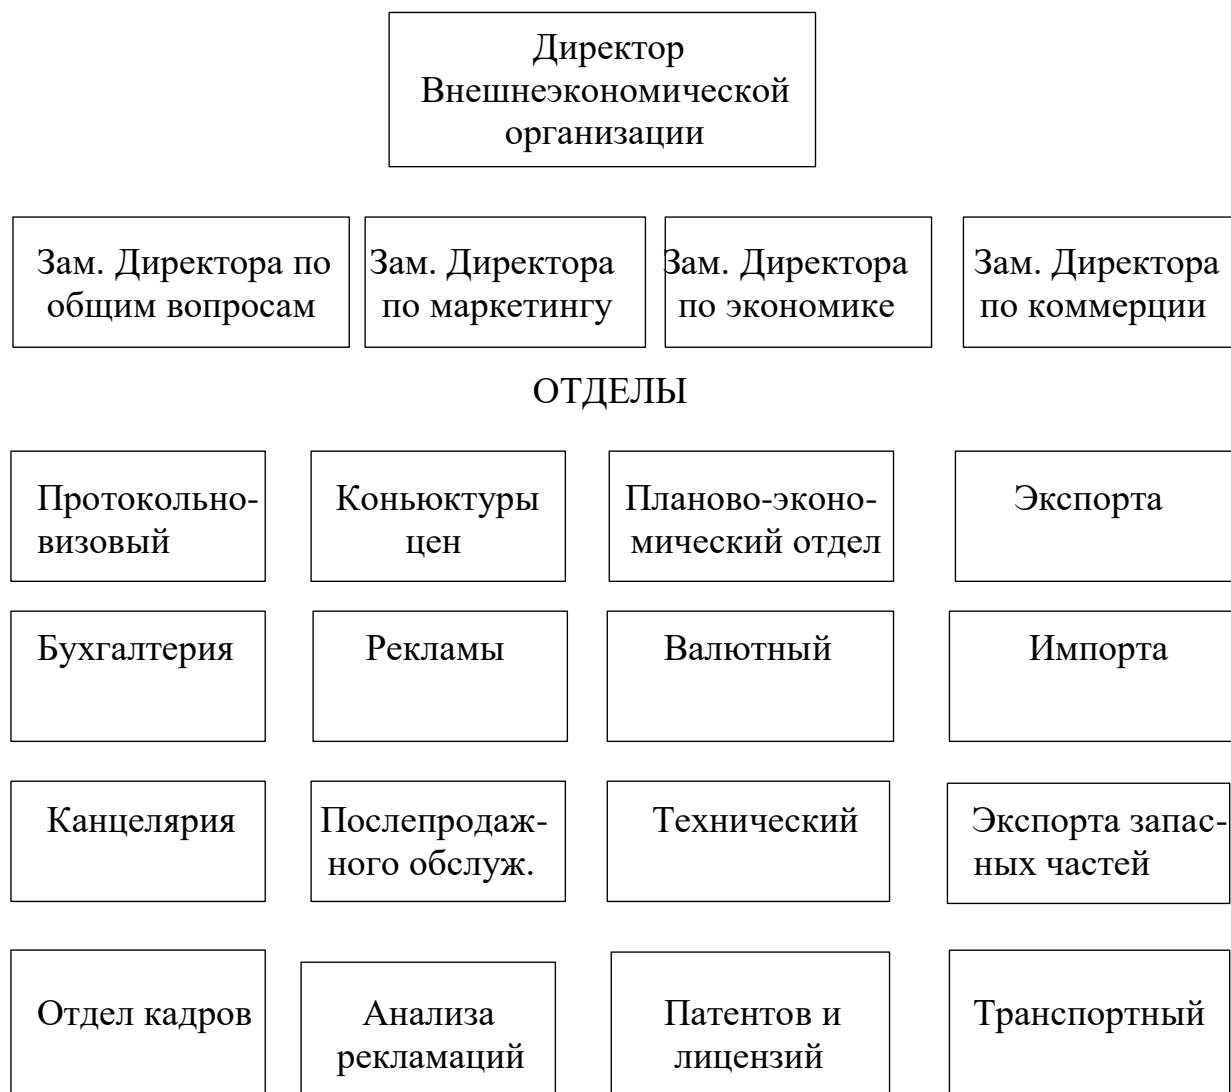 Директор
Внешнеэкономической
организации
Зам. Директора по
общим вопросам
Зам. Директора
по маркетингу
Зам. Директора
по экономике
Зам. Директора
по коммерции
ОТДЕЛЫ
Протокольно-
визовый
Коньюктуры
цен
Планово-эконо-
мический отдел
Экспорта
Бухгалтерия
Рекламы
Валютный
Импорта
Канцелярия
Послепродаж-
ного обслуж.
Технический
Экспорта запас-
ных частей
Отдел кадров
Анализа
рекламаций
Патентов и
лицензий
Транспортный